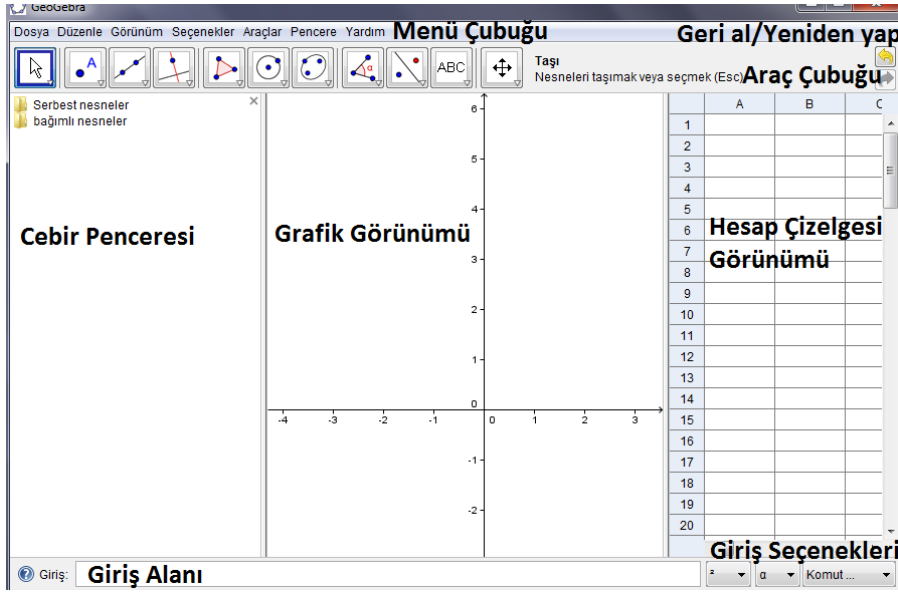 GeoGebra
Dosya Düzenle Görünüm Seçenekler Araçlar Pencere Yardım Menü Çubuğu Geri al/Yeniden yap
A α ABC Taşı
Nesneleri taşımak veya seçmek (Esc) Araç Çubuğu
Serbest nesneler
bağımlı nesneler
Cebir Penceresi
Grafik Görünümü
6
5
4
3
2
1
0
-4 -3 -2 -1 0 1 2 3
-1
-2
A B C
1
2
3
4
5
6
7
8
9
10
11
12
13
14
15
16
17
18
19
20
Hesap Çizelgesi
Görünümü
Giriş Seçenekleri
Giriş: Giriş Alanı ² α Komut ...